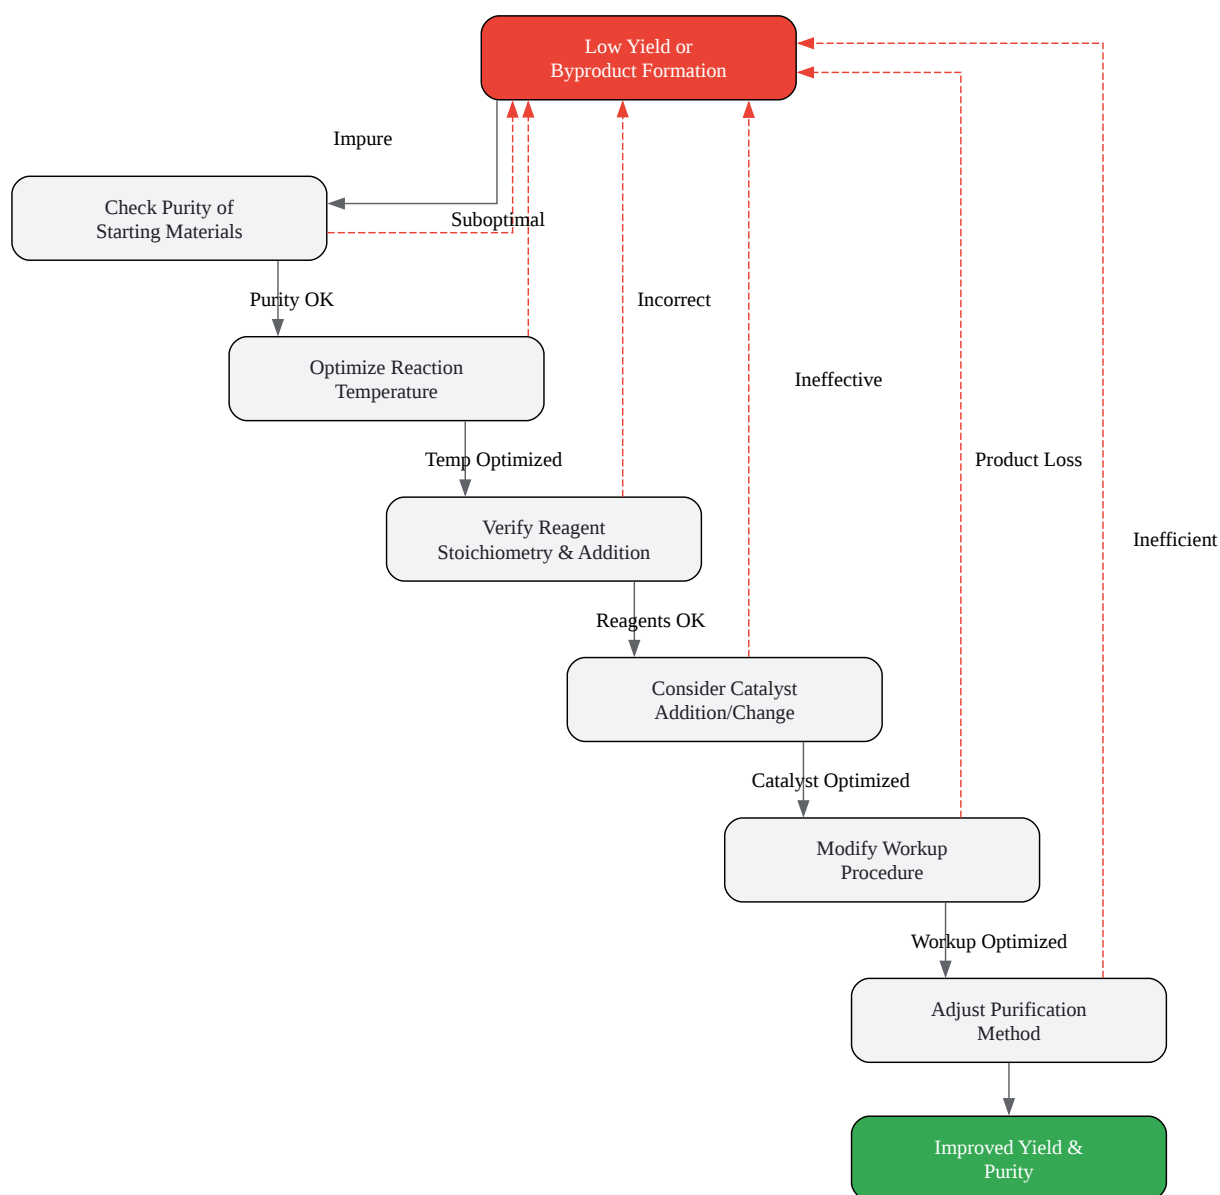 Low Yield or
Byproduct Formation
Impure
Check Purity of
Starting Materials
Suboptimal
Purity OK
Incorrect
Optimize Reaction
Temperature
Ineffective
Temp Optimized
Product Loss
Verify Reagent
Stoichiometry & Addition
Inefficient
Reagents OK
Consider Catalyst
Addition/Change
Catalyst Optimized
Modify Workup
Procedure
Workup Optimized
Adjust Purification
Method
Improved Yield &
Purity